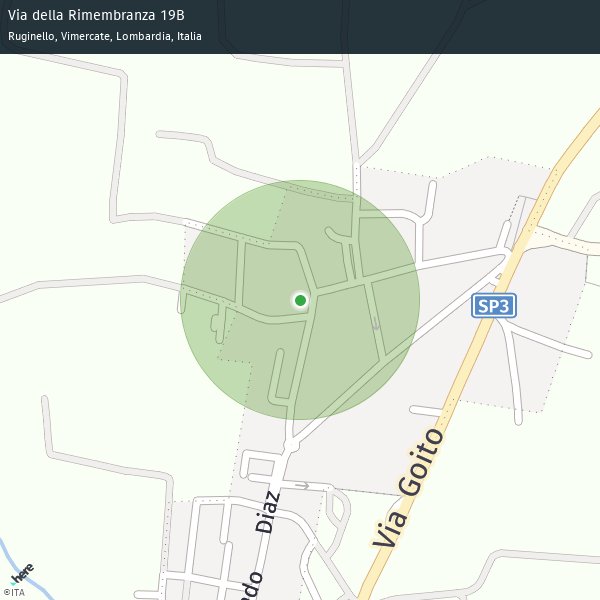 Via della Rimembranza 19B
Ruginello, Vimercate, Lombardia, Italia
SP3
Via Goito
Diaz
here
©ITA